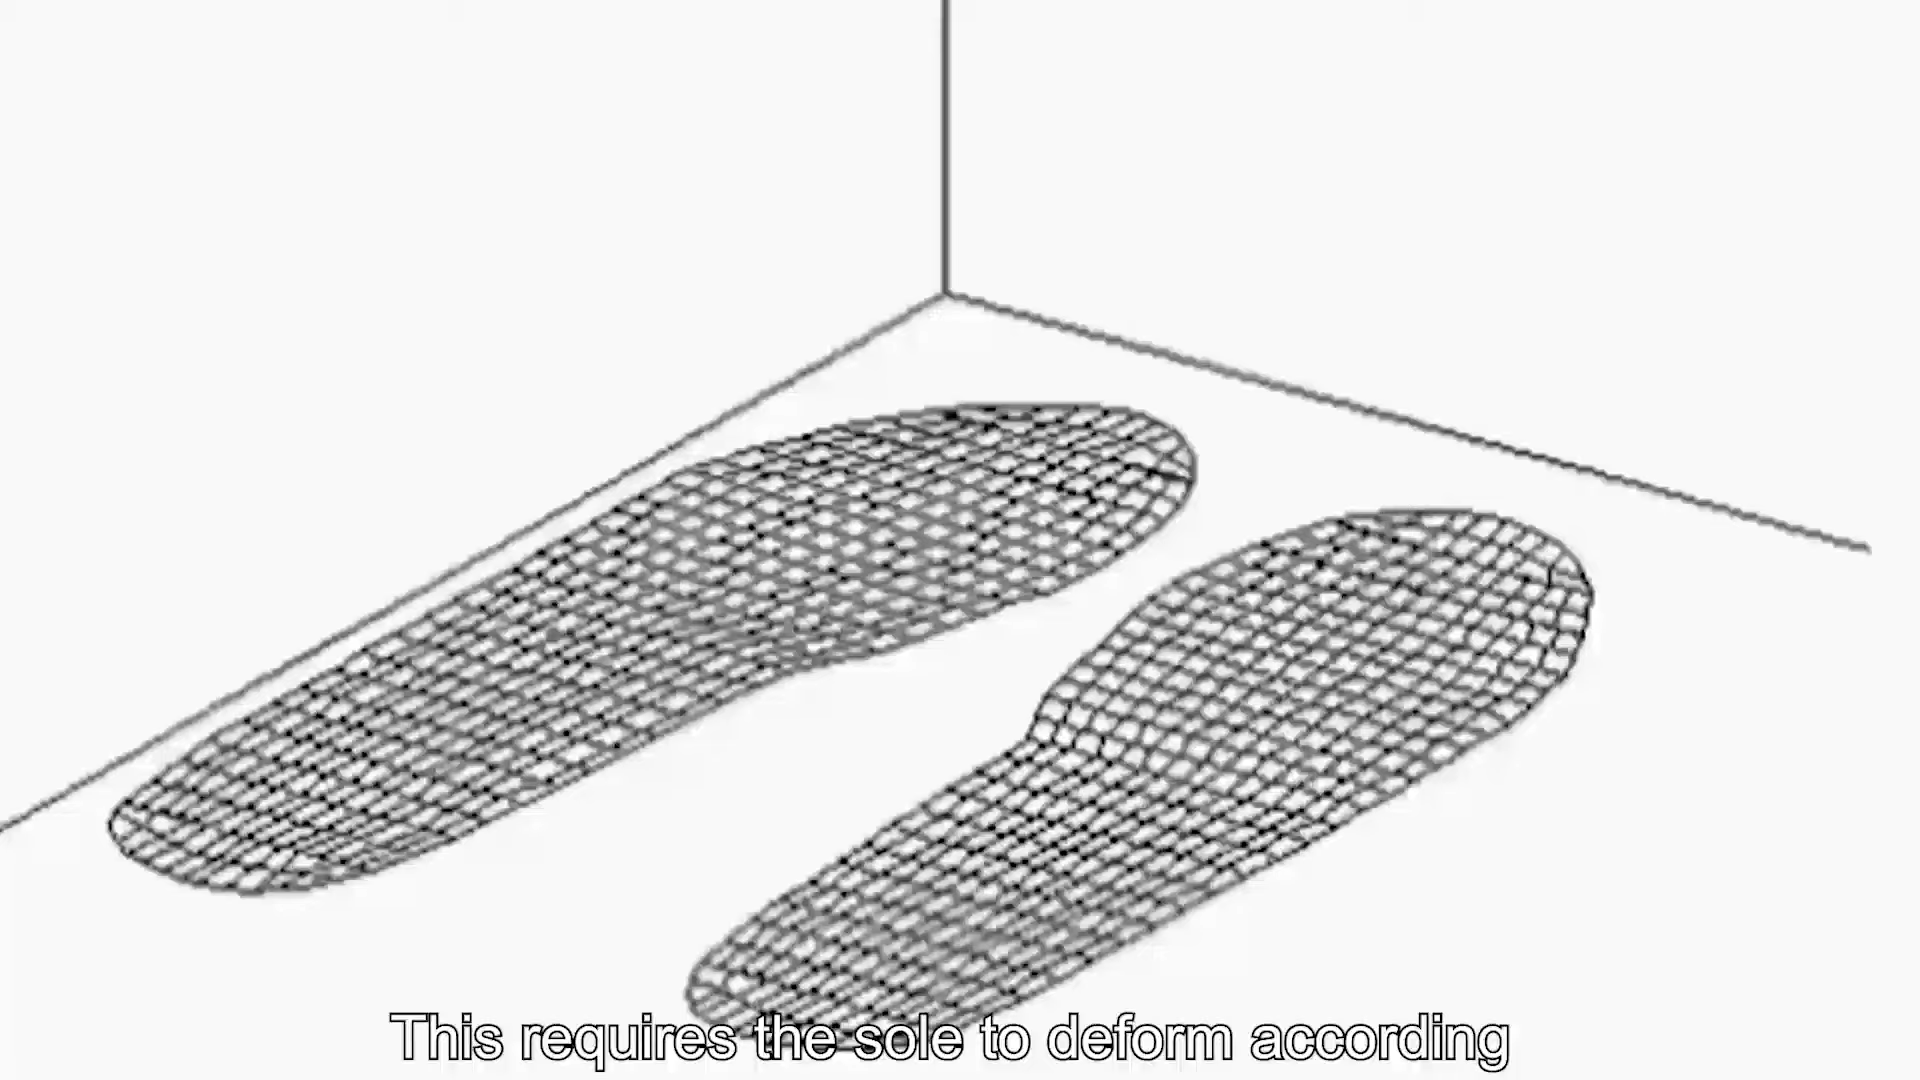 This requires the sole to deform according